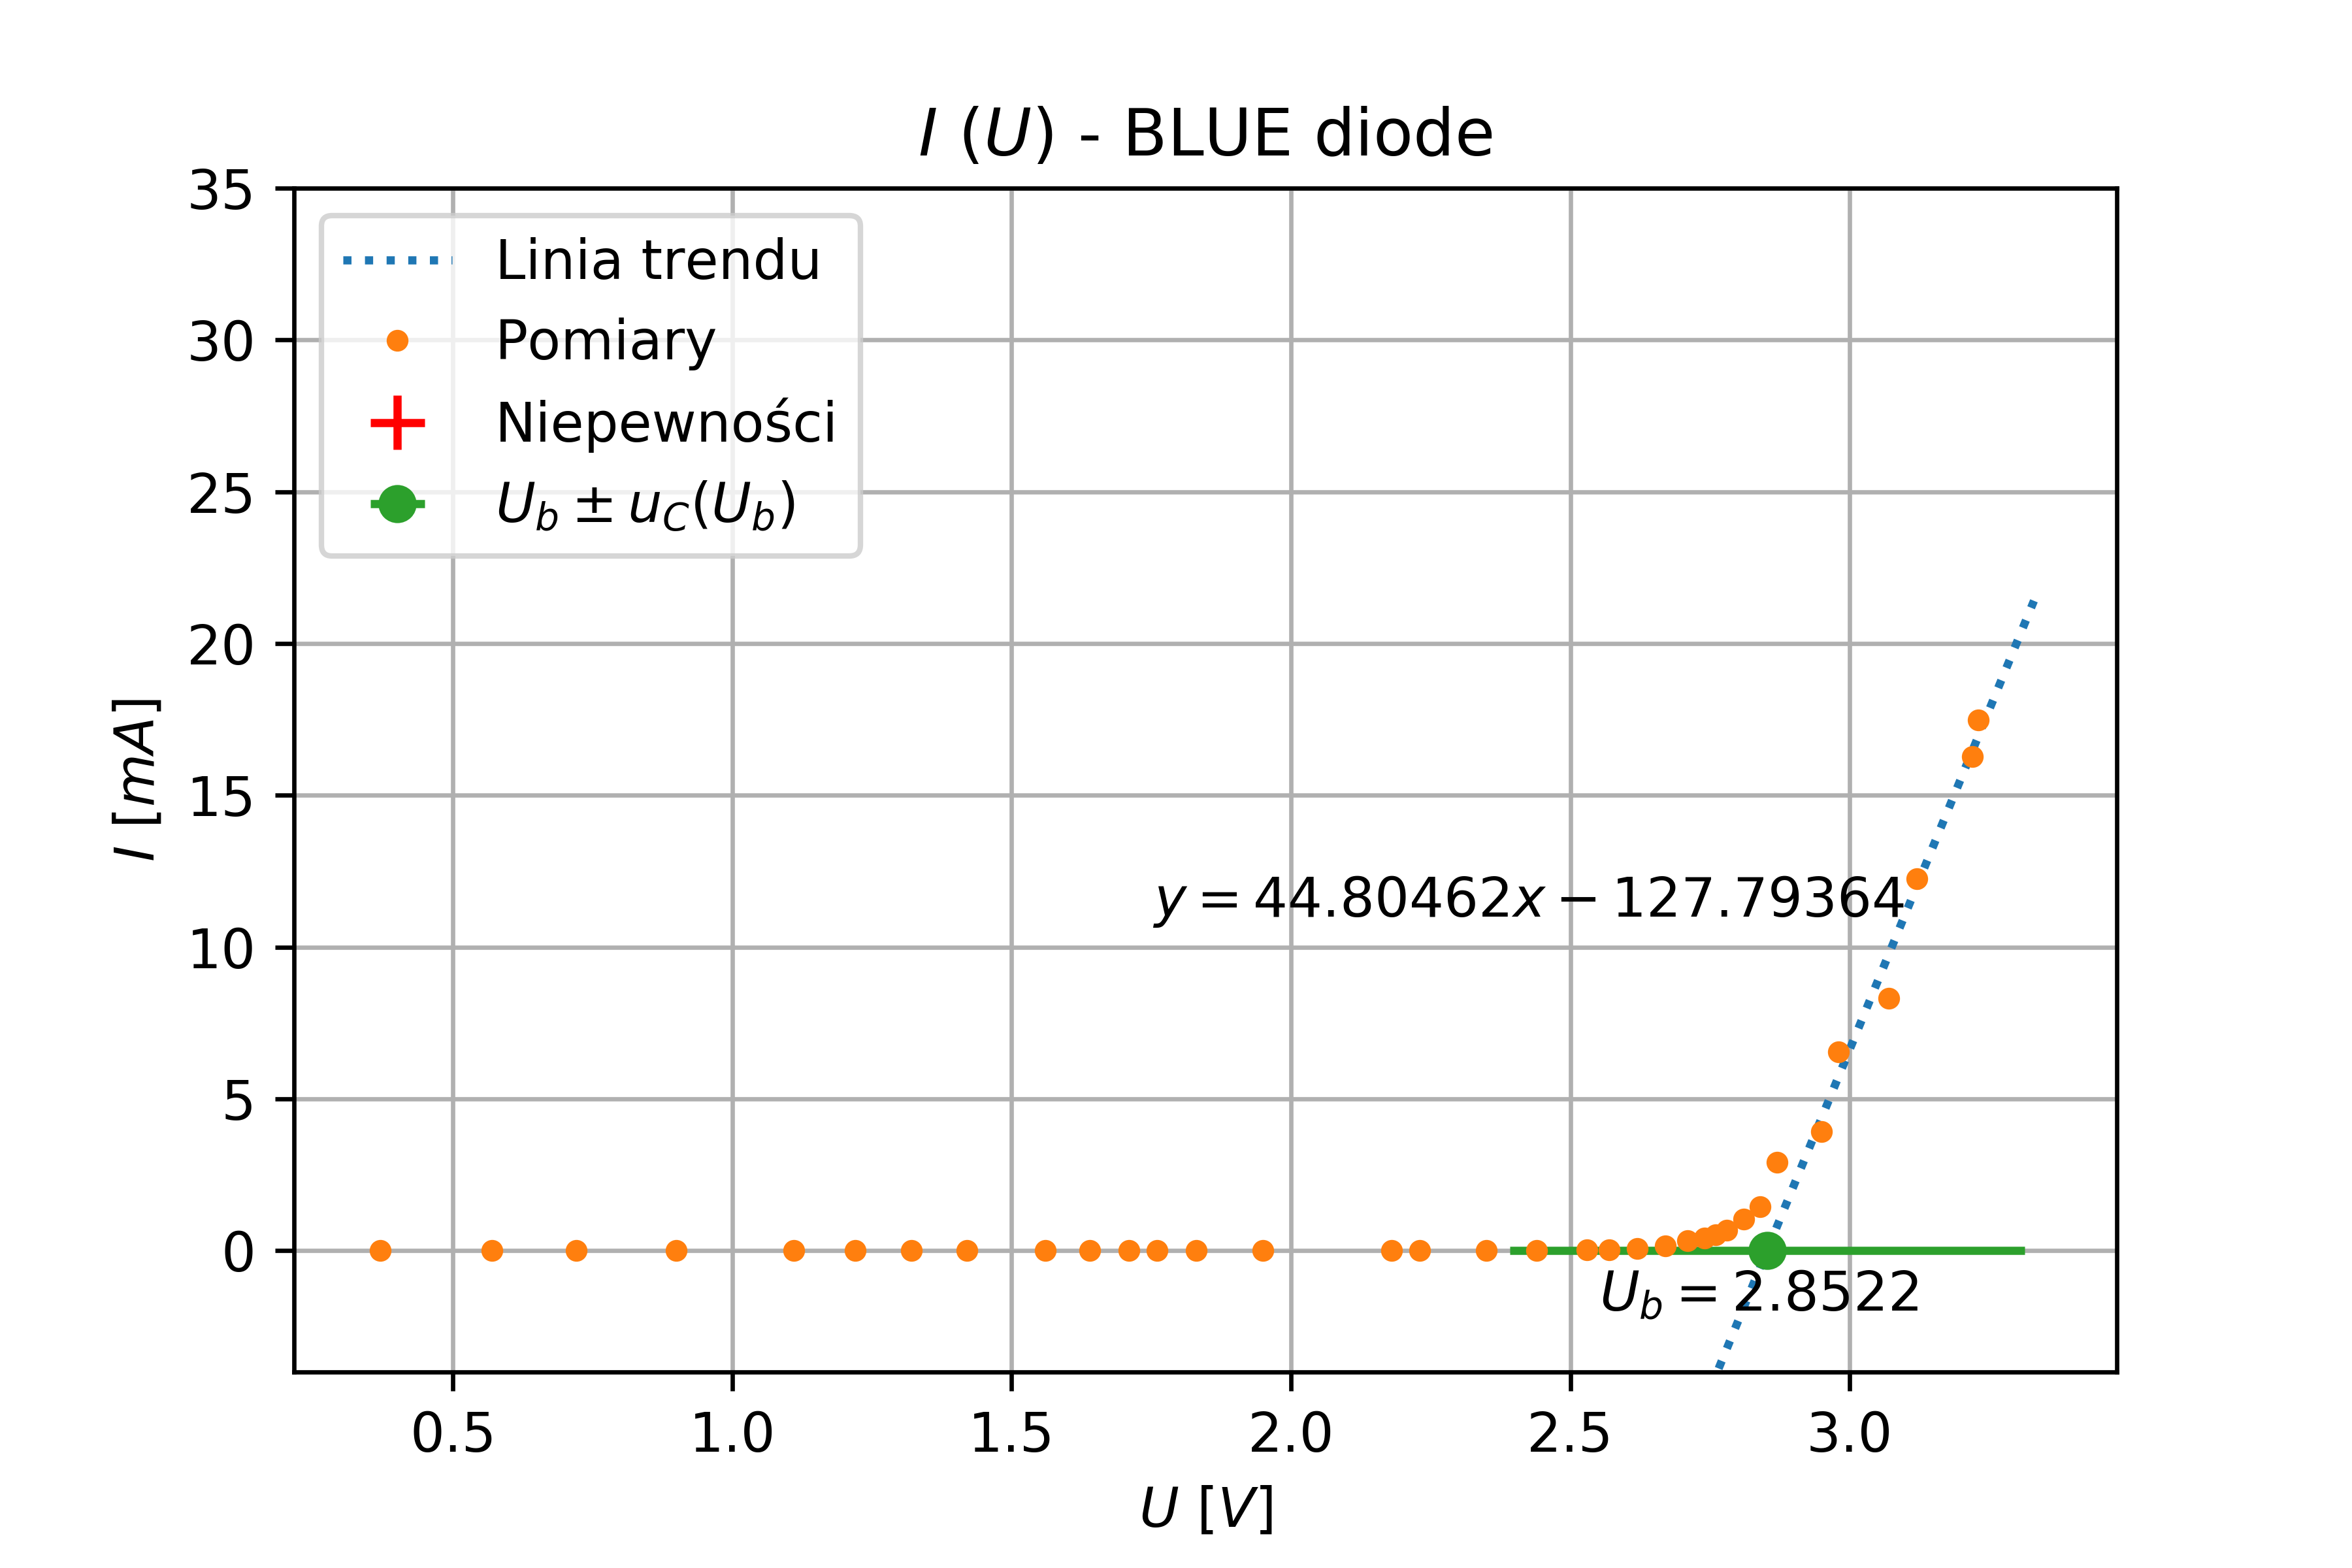 I (U) - BLUE diode
35
30
25
20
15
10
5
0
I [mA]
Linia trendu
Pomiary
Niepewności
U_b ± u_C(U_b)
y = 44.80462x − 127.79364
U_b = 2.8522
0.5 1.0 1.5 2.0 2.5 3.0
U [V]